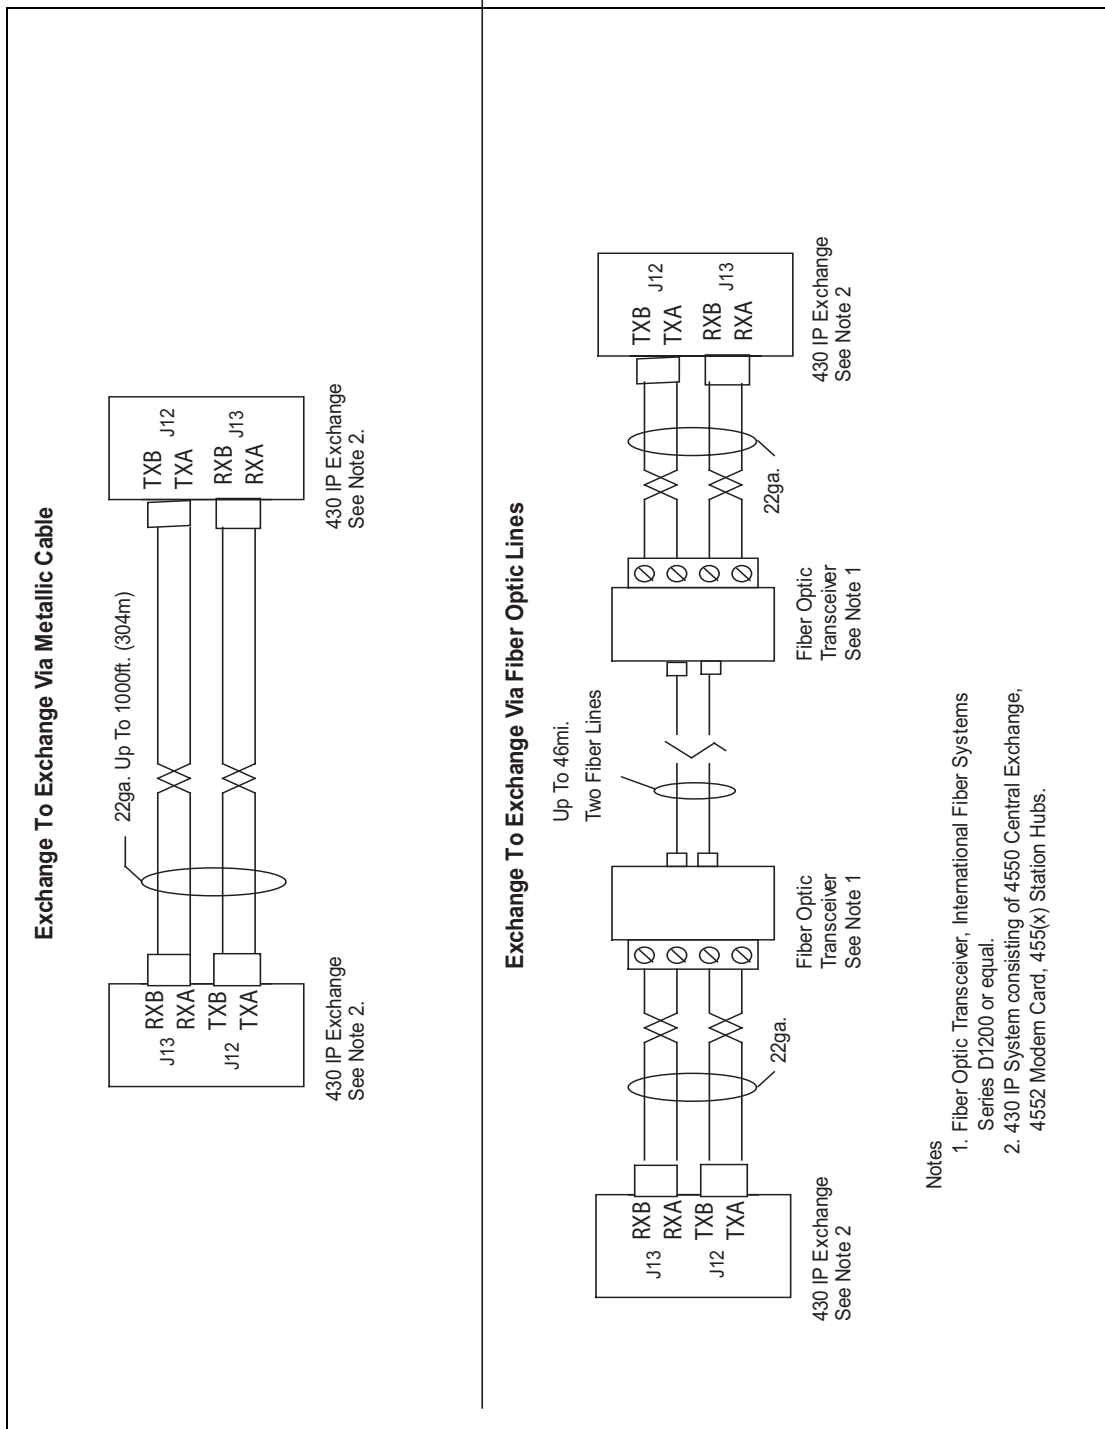 Exchange To Exchange Via Metallic Cable
22ga. Up To 1000ft. (304m)
RXB
RXA
TXB
TXA
J13
J12
430 IP Exchange
See Note 2.
TXB
TXA
RXB
RXA
J12
J13
430 IP Exchange
See Note 2.
Exchange To Exchange Via Fiber Optic Lines
Up To 46mi.
Two Fiber Lines
RXB
RXA
TXB
TXA
J13
J12
430 IP Exchange
See Note 2
22ga.
Fiber Optic
Transceiver
See Note 1
Fiber Optic
Transceiver
See Note 1
22ga.
TXB
TXA
RXB
RXA
J12
J13
430 IP Exchange
See Note 2
Notes
1. Fiber Optic Transceiver, International Fiber Systems
Series D1200 or equal.
2. 430 IP System consisting of 4550 Central Exchange,
4552 Modem Card, 455(x) Station Hubs.